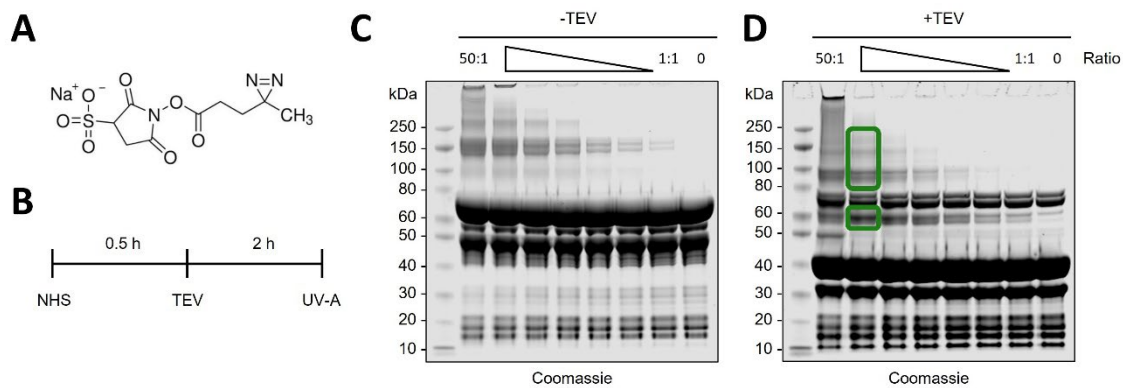 A
Na+
O−
O=S
O
O
O
N
O
O
N=N
CH3
B
0.5 h
2 h
NHS
TEV
UV-A
C
-TEV
50:1
1:1
0
kDa
250
150
100
80
60
50
40
30
20
10
Coomassie
D
+TEV
50:1
1:1
0
Ratio
kDa
250
150
100
80
60
50
40
30
20
10
Coomassie